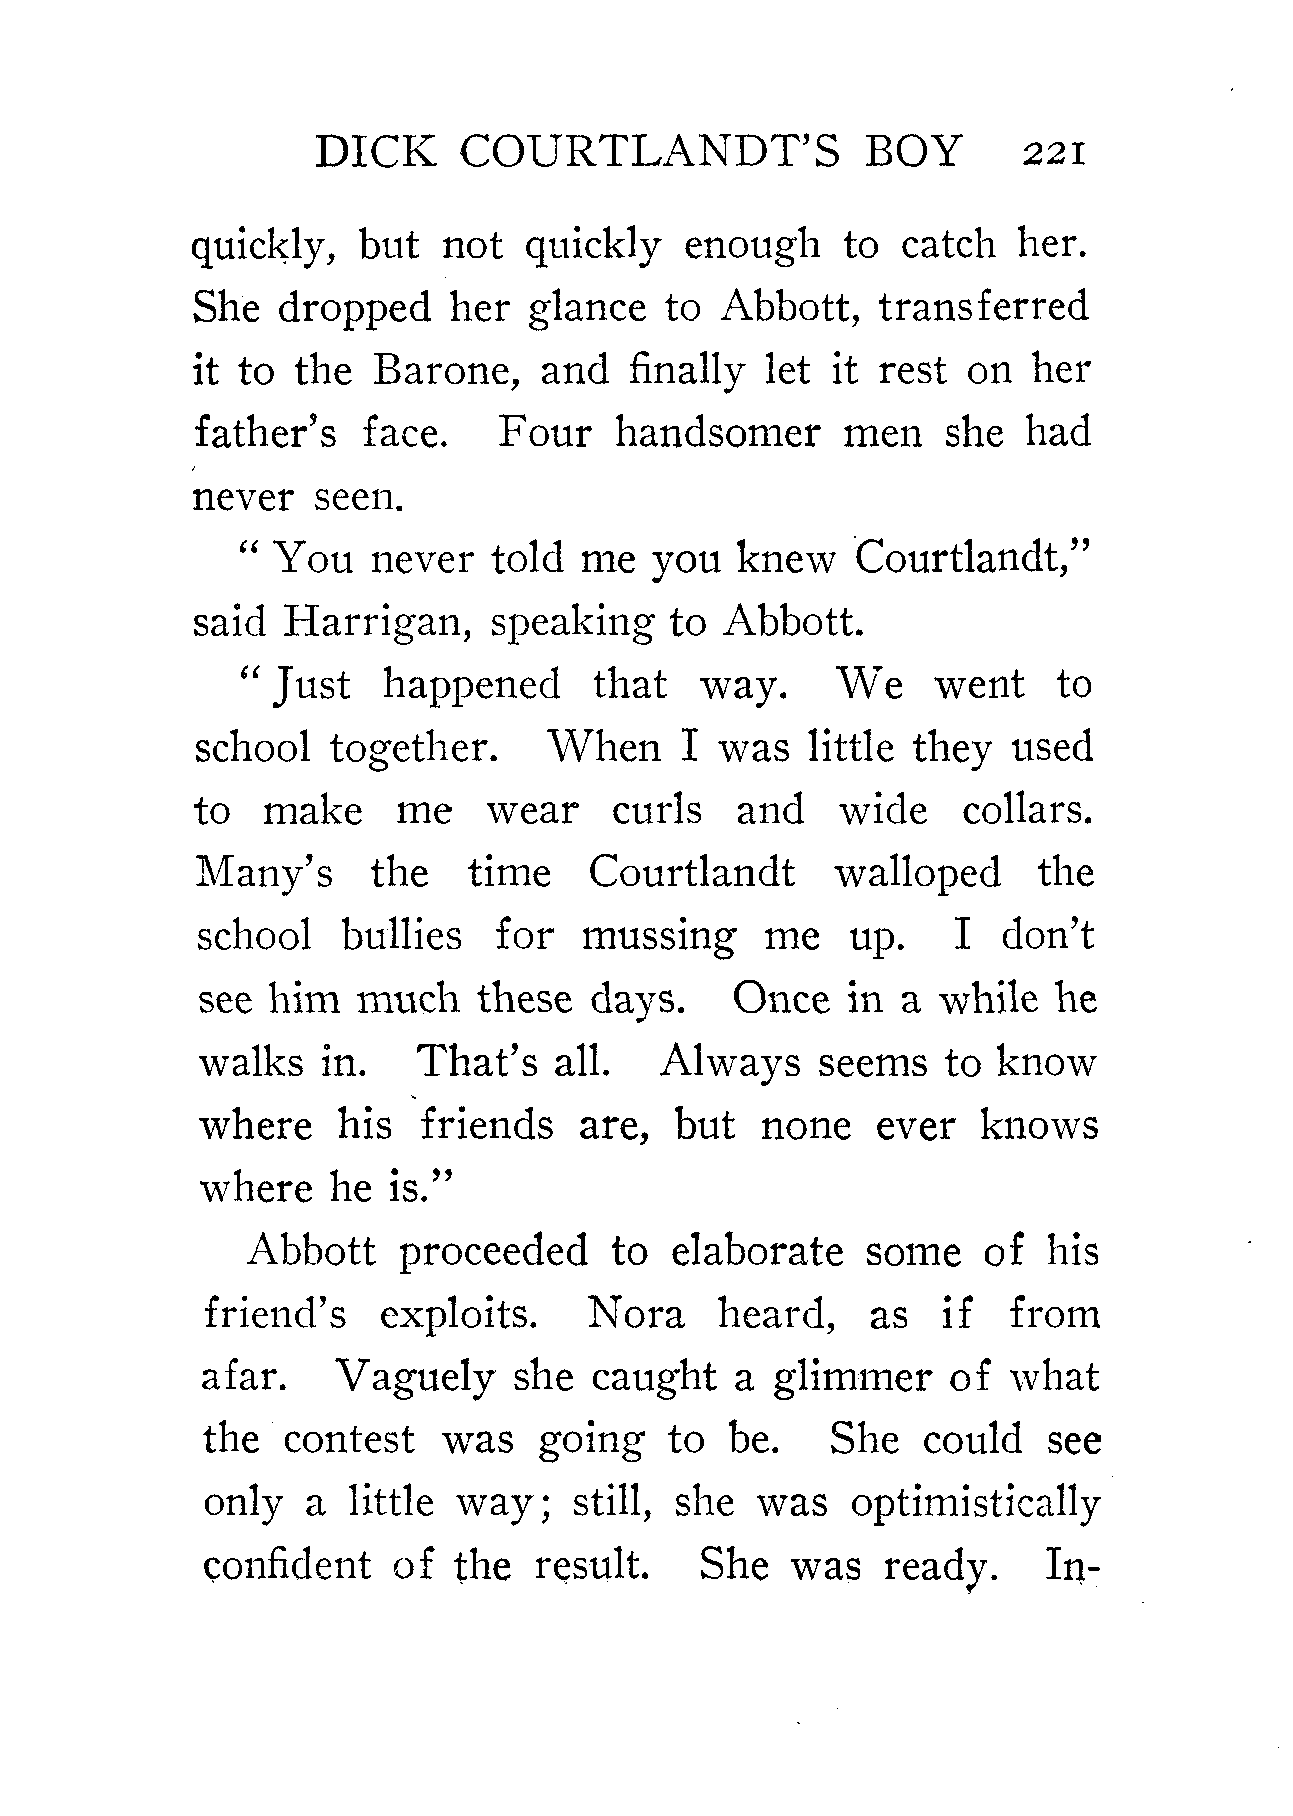 DICK COURTLANDT'S BOY 221
quickly, but not quickly enough to catch her.
She dropped her glance to Abbott, transferred
it to the Barone, and finally let it rest on her
father's face. Four handsomer men she had
never seen.
" You never told me you knew Courtlandt,"
said Harrigan, speaking to Abbott.
" Just happened that way. We went to
school together. When I was little they used
to make me wear curls and wide collars.
Many's the time Courtlandt walloped the
school bullies for mussing me up. I don't
see him much these days. Once in a while he
walks in. That's all. Always seems to know
where his friends are, but none ever knows
where he is."
Abbott proceeded to elaborate some of his
friend's exploits. Nora heard, as if from
afar. Vaguely she caught a glimmer of what
the contest was going to be. She could see
only a little way; still, she was optimistically
confident of the result. She was ready. In-